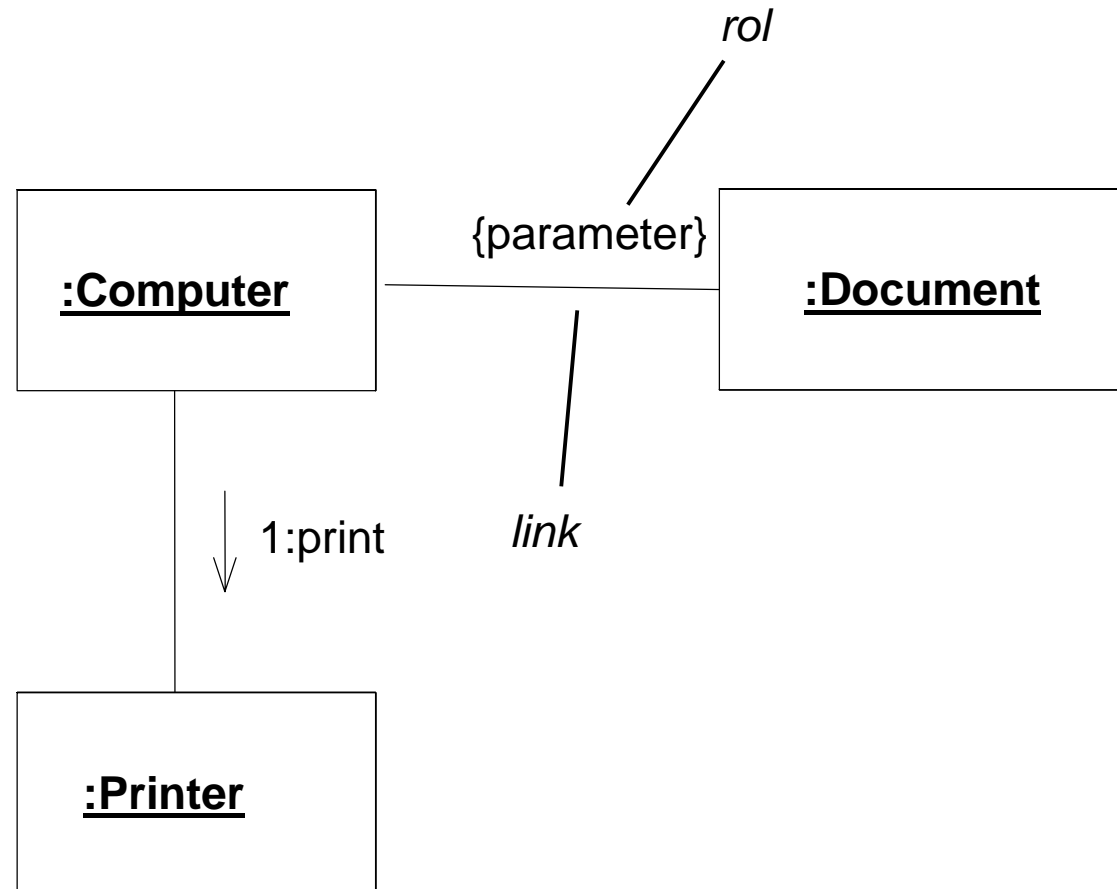 rol
{parameter}
:Computer
:Document
1:print
link
:Printer